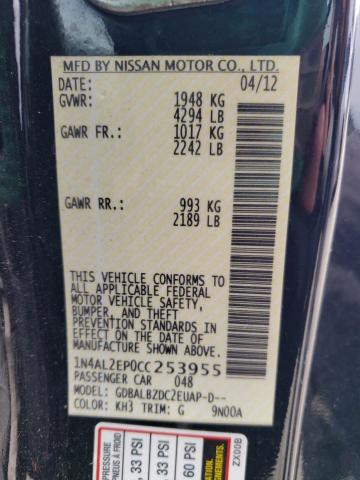 MFD BY NISSAN MOTOR CO., LTD.
DATE: 04/12
GVWR: 1948 KG
4294 LB
GAWR FR.: 1017 KG
2242 LB
GAWR RR.: 993 KG
2189 LB
THIS VEHICLE CONFORMS TO
ALL APPLICABLE FEDERAL
MOTOR VEHICLE SAFETY,
BUMPER, AND THEFT
PREVENTION STANDARDS IN
EFFECT ON THE DATE OF
MANUFACTURE SHOWN ABOVE.
1N4AL2EP0CC253955
PASSENGER CAR 048
MODEL: GDBALBZDC2EUAP-D--
COLOR: KH3 TRIM: G 9N00A
PRESSION
PNEUS À FROID
33 PSI
33 PSI
60 PSI
ZX00B